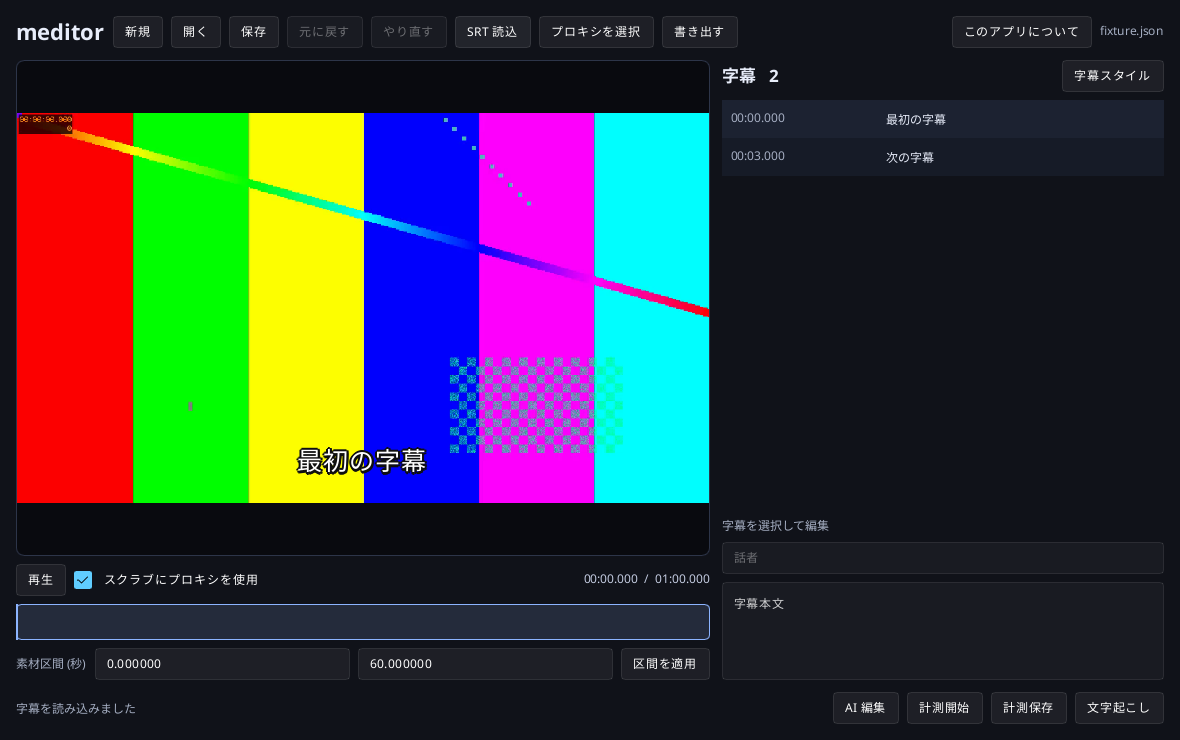 meditor 新規 開く 保存 元に戻す やり直す SRT 読込 プロキシを選択 書き出す このアプリについて fixture.json
字幕 2 字幕スタイル
00:00.000 最初の字幕
00:03.000 次の字幕
00:00:00.000
0
最初の字幕
字幕を選択して編集
話者
字幕本文
再生 スクラブにプロキシを使用 00:00.000 / 01:00.000
素材区間 (秒) 0.000000 60.000000 区間を適用
字幕を読み込みました AI 編集 計測開始 計測保存 文字起こし